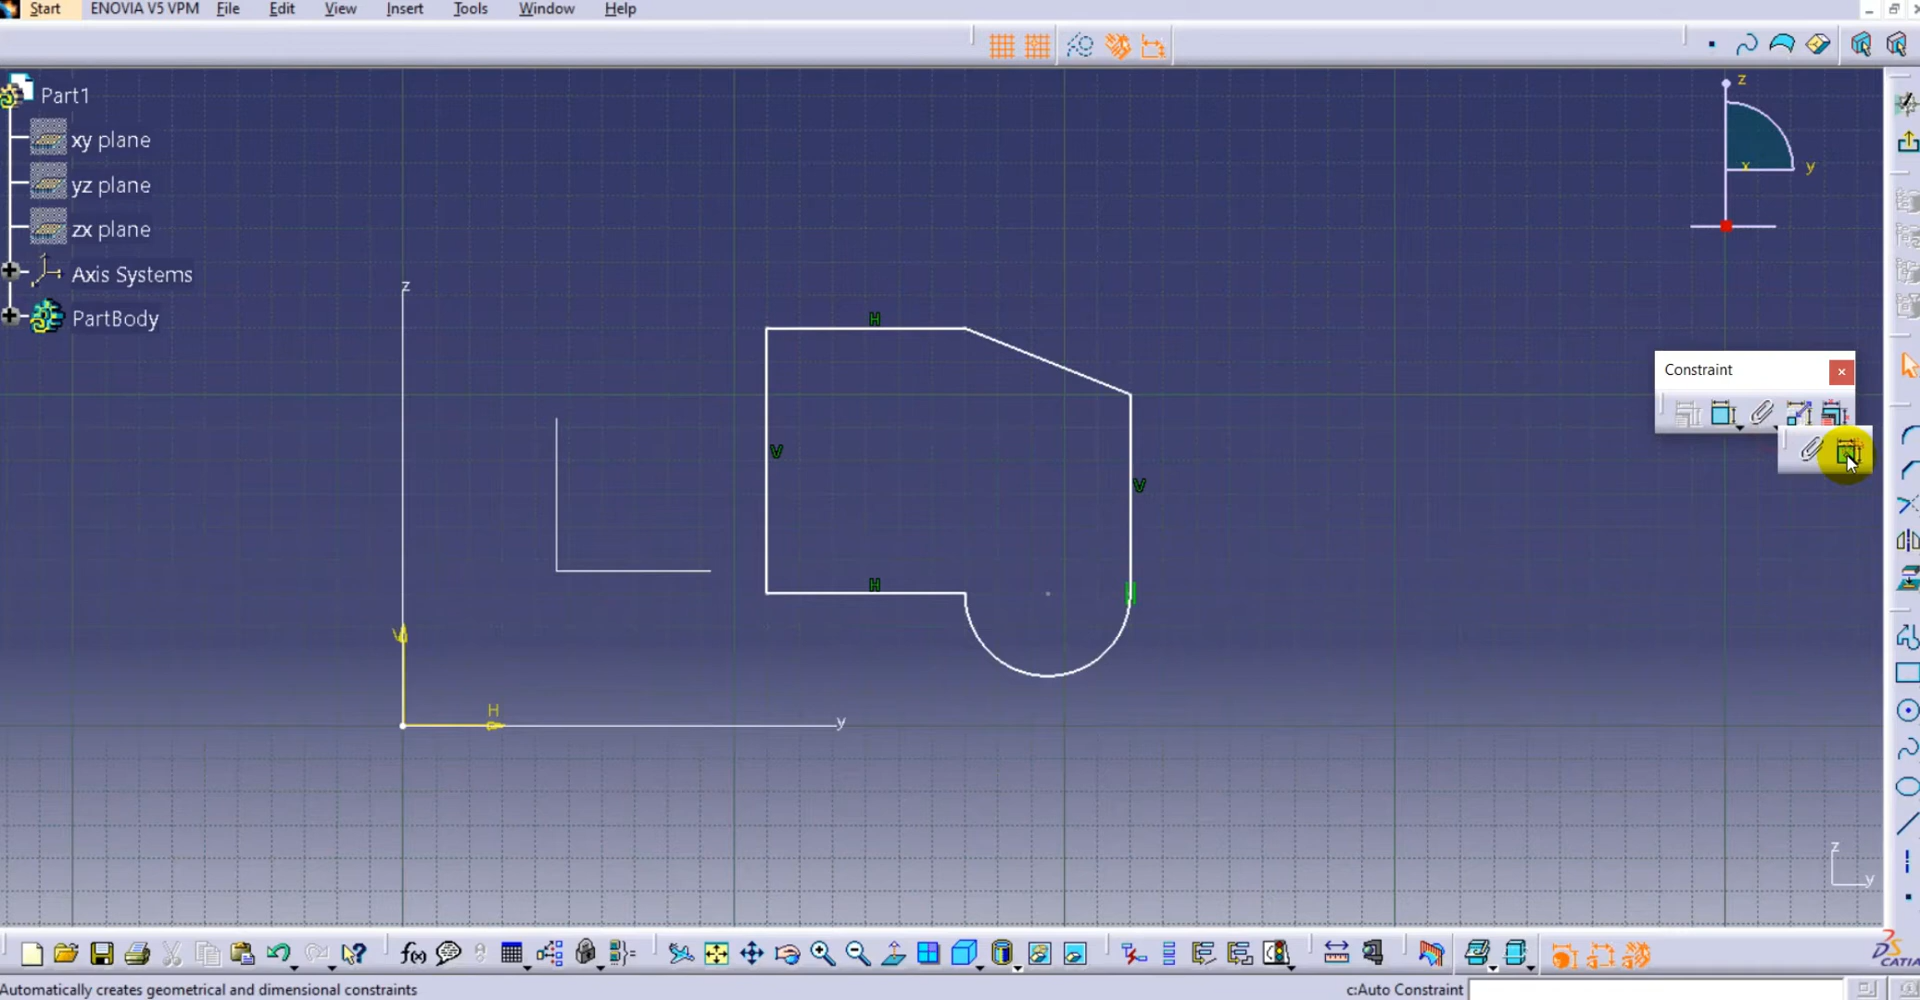 Start ENOVIA V5 VPM File Edit View Insert Tools Window Help
Part1
xy plane
yz plane
zx plane
Axis Systems
PartBody
z
x y
z
H
V
V
H
V
H
y
Constraint
z
y
f(x)
CATIA
Automatically creates geometrical and dimensional constraints
c:Auto Constraint